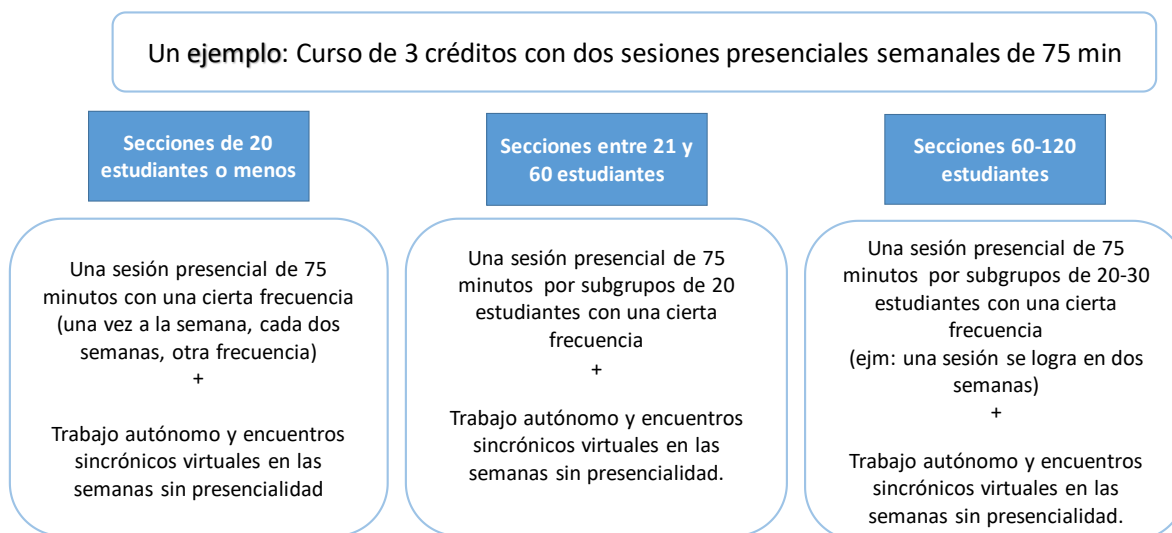 Un ejemplo: Curso de 3 créditos con dos sesiones presenciales semanales de 75 min
Secciones de 20
estudiantes o menos
Una sesión presencial de 75
minutos con una cierta frecuencia
(una vez a la semana, cada dos
semanas, otra frecuencia)
+
Trabajo autónomo y encuentros
sincrónicos virtuales en las
semanas sin presencialidad
Secciones entre 21 y
60 estudiantes
Una sesión presencial de 75
minutos por subgrupos de 20
estudiantes con una cierta
frecuencia
+
Trabajo autónomo y encuentros
sincrónicos virtuales en las
semanas sin presencialidad.
Secciones 60-120
estudiantes
Una sesión presencial de 75
minutos por subgrupos de 20-30
estudiantes con una cierta
frecuencia
(ejm: una sesión se logra en dos
semanas)
+
Trabajo autónomo y encuentros
sincrónicos virtuales en las
semanas sin presencialidad.